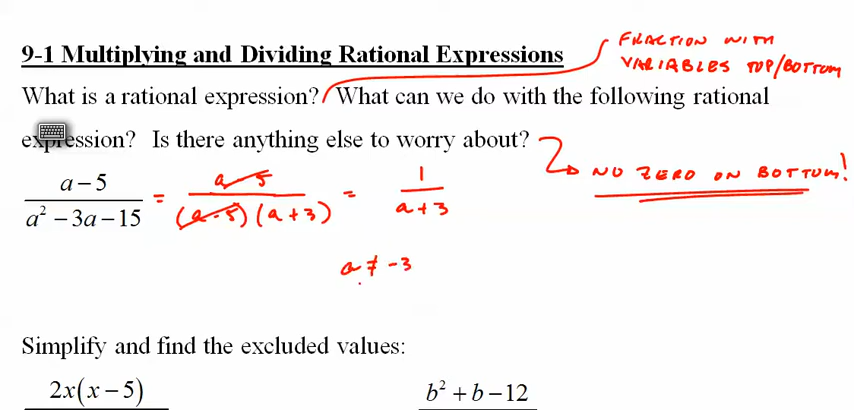 9-1 Multiplying and Dividing Rational Expressions
FRACTION WITH
VARIABLES TOP/BOTTOM
What is a rational expression? What can we do with the following rational
expression? Is there anything else to worry about?
NO ZERO ON BOTTOM!
(a-5)/(a²-3a-15) = (a-5)/((a-5)(a+3)) = 1/(a+3)
a ≠ -3
Simplify and find the excluded values:
2x(x-5)
b²+b-12